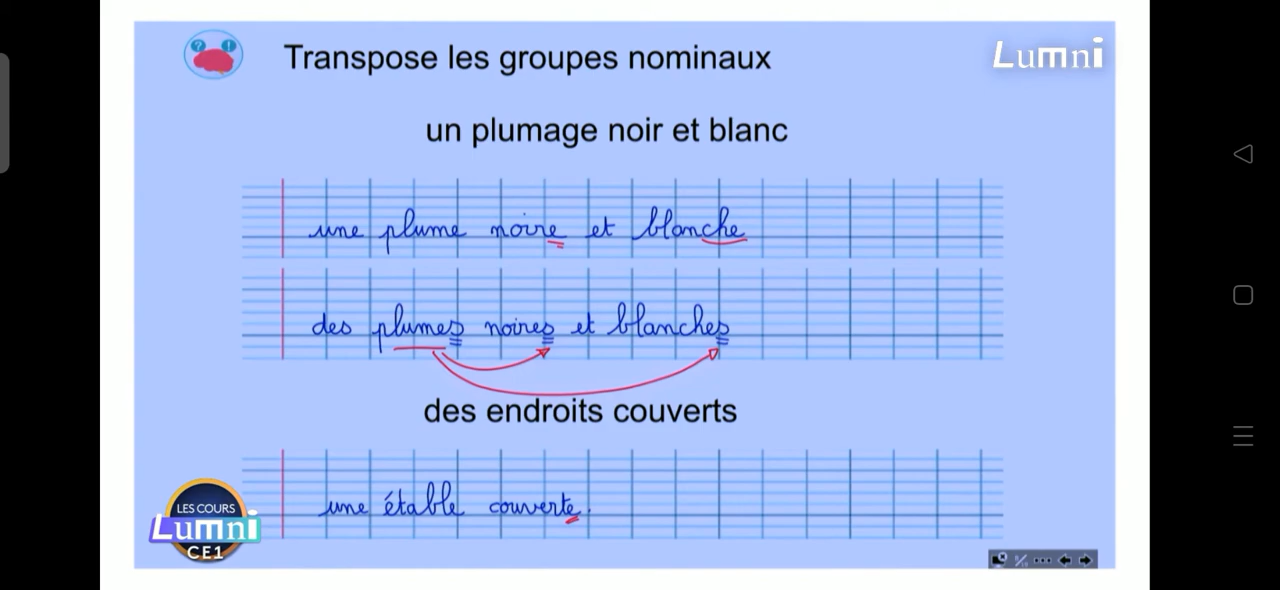 Transpose les groupes nominaux
Lumni
un plumage noir et blanc
une plume noire et blanche
des plumes noires et blanches
des endroits couverts
une étable couverte.
LES COURS
Lumni
CE1